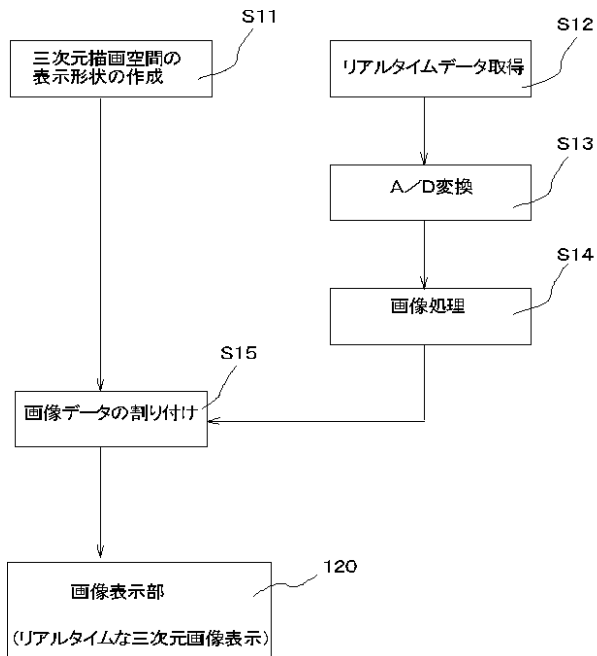 S11
三次元描画空間の
表示形状の作成
S12
リアルタイムデータ取得
S13
A／D変換
S14
画像処理
S15
画像データの割り付け
120
画像表示部
(リアルタイムな三次元画像表示)